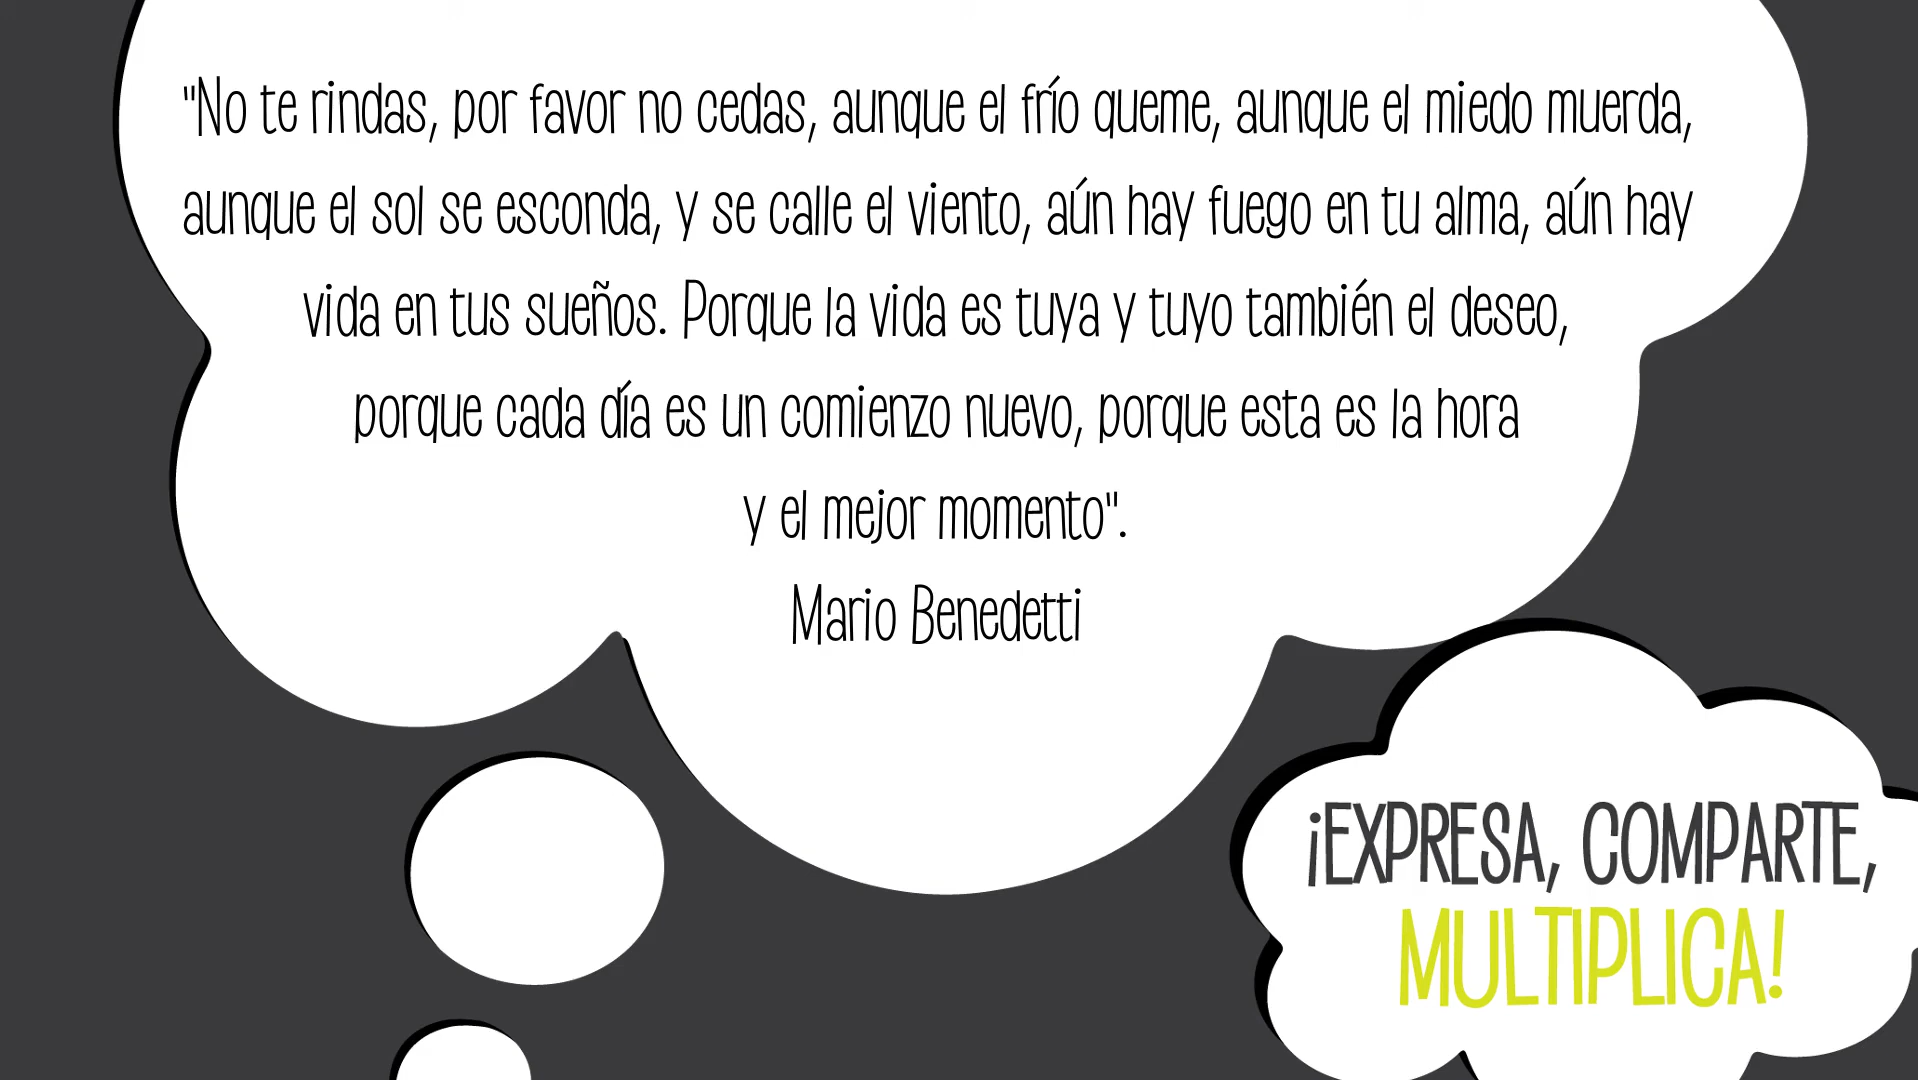 "No te rindas, por favor no cedas, aunque el frío queme, aunque el miedo muerda,
aunque el sol se esconda, y se calle el viento, aún hay fuego en tu alma, aún hay
vida en tus sueños. Porque la vida es tuya y tuyo también el deseo,
porque cada día es un comienzo nuevo, porque esta es la hora
y el mejor momento".
Mario Benedetti
¡EXPRESA, COMPARTE,
MULTIPLICA!